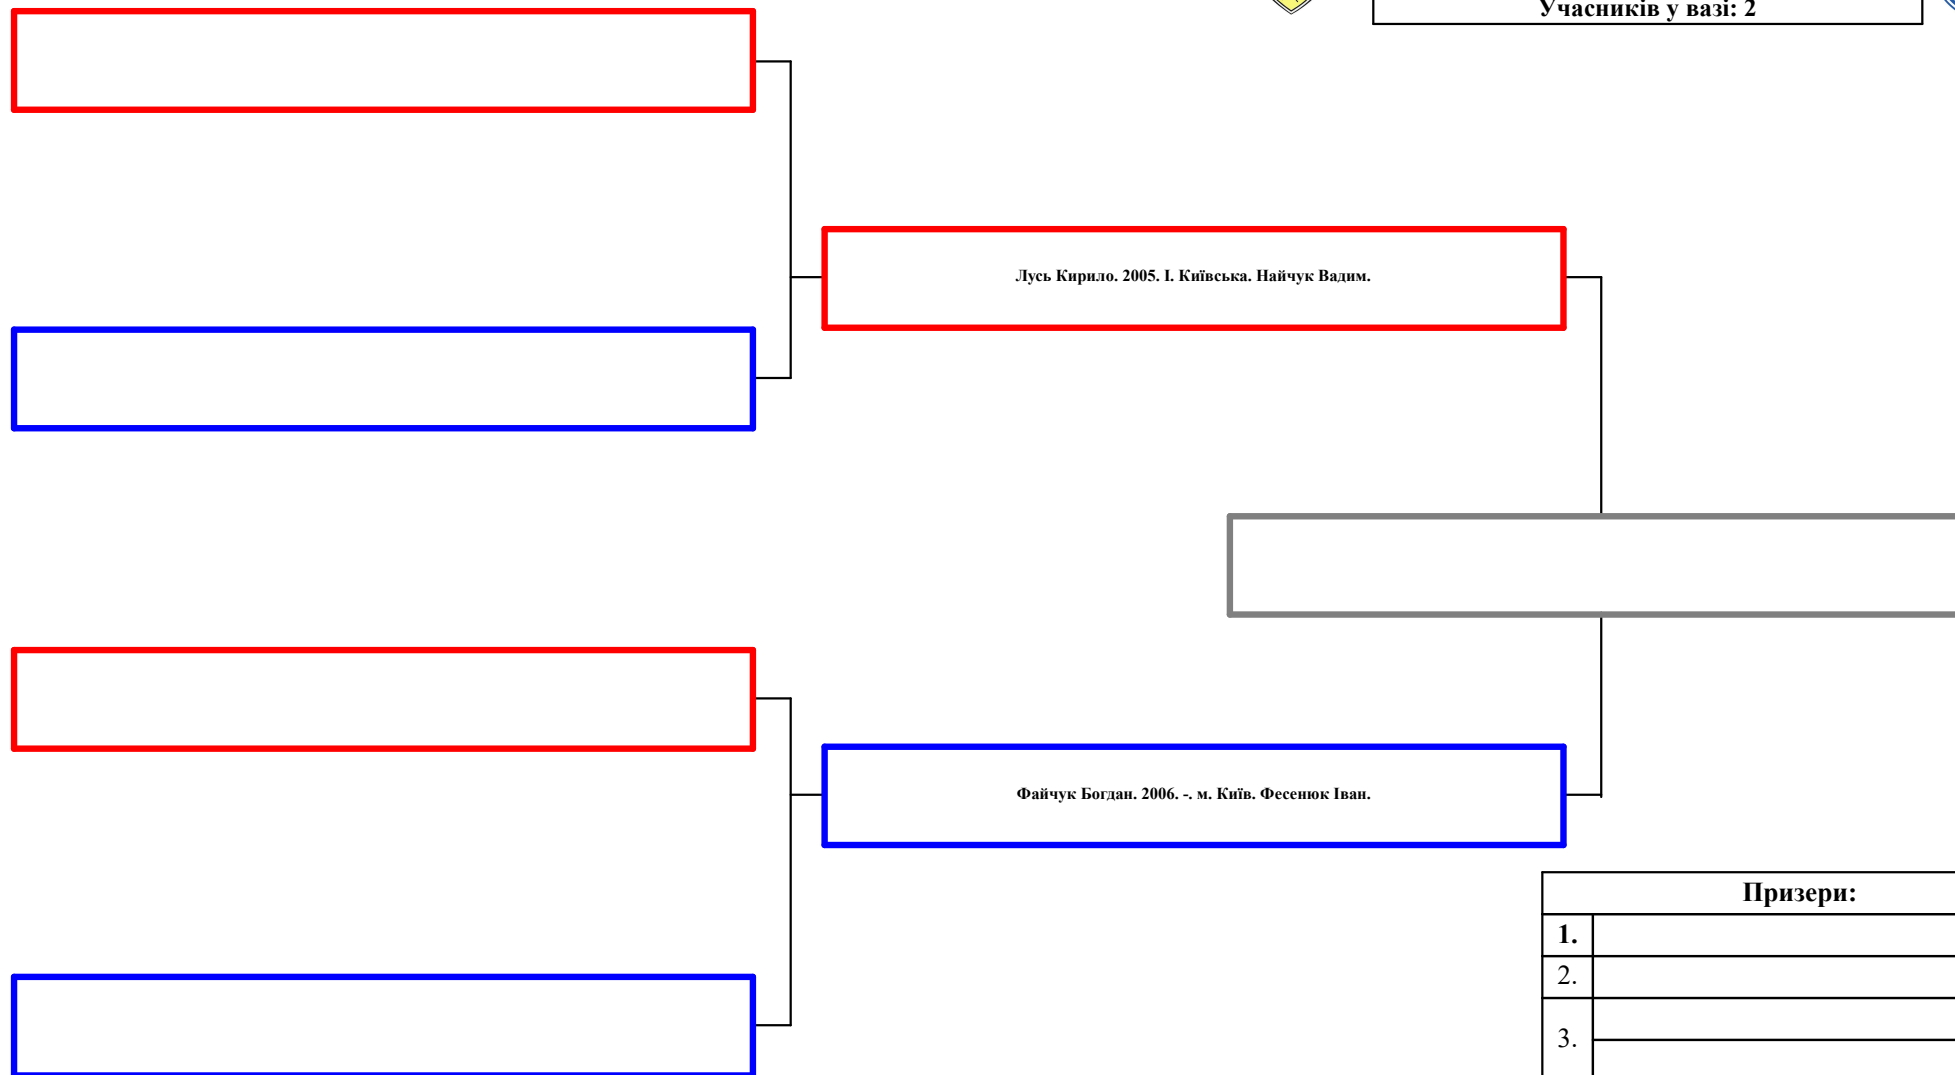 Учасників у вазі: 2
Лусь Кирило. 2005. І. Київська. Найчук Вадим.
Файчук Богдан. 2006. -. м. Київ. Фесенюк Іван.
Призери:
1.
2.
3.